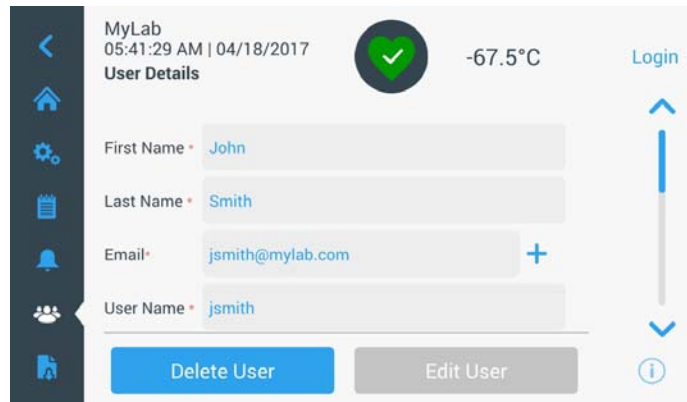 MyLab
05:41:29 AM | 04/18/2017
User Details
-67.5°C
Login
First Name * John
Last Name * Smith
Email* jsmith@mylab.com +
User Name * jsmith
Delete User
Edit User
i